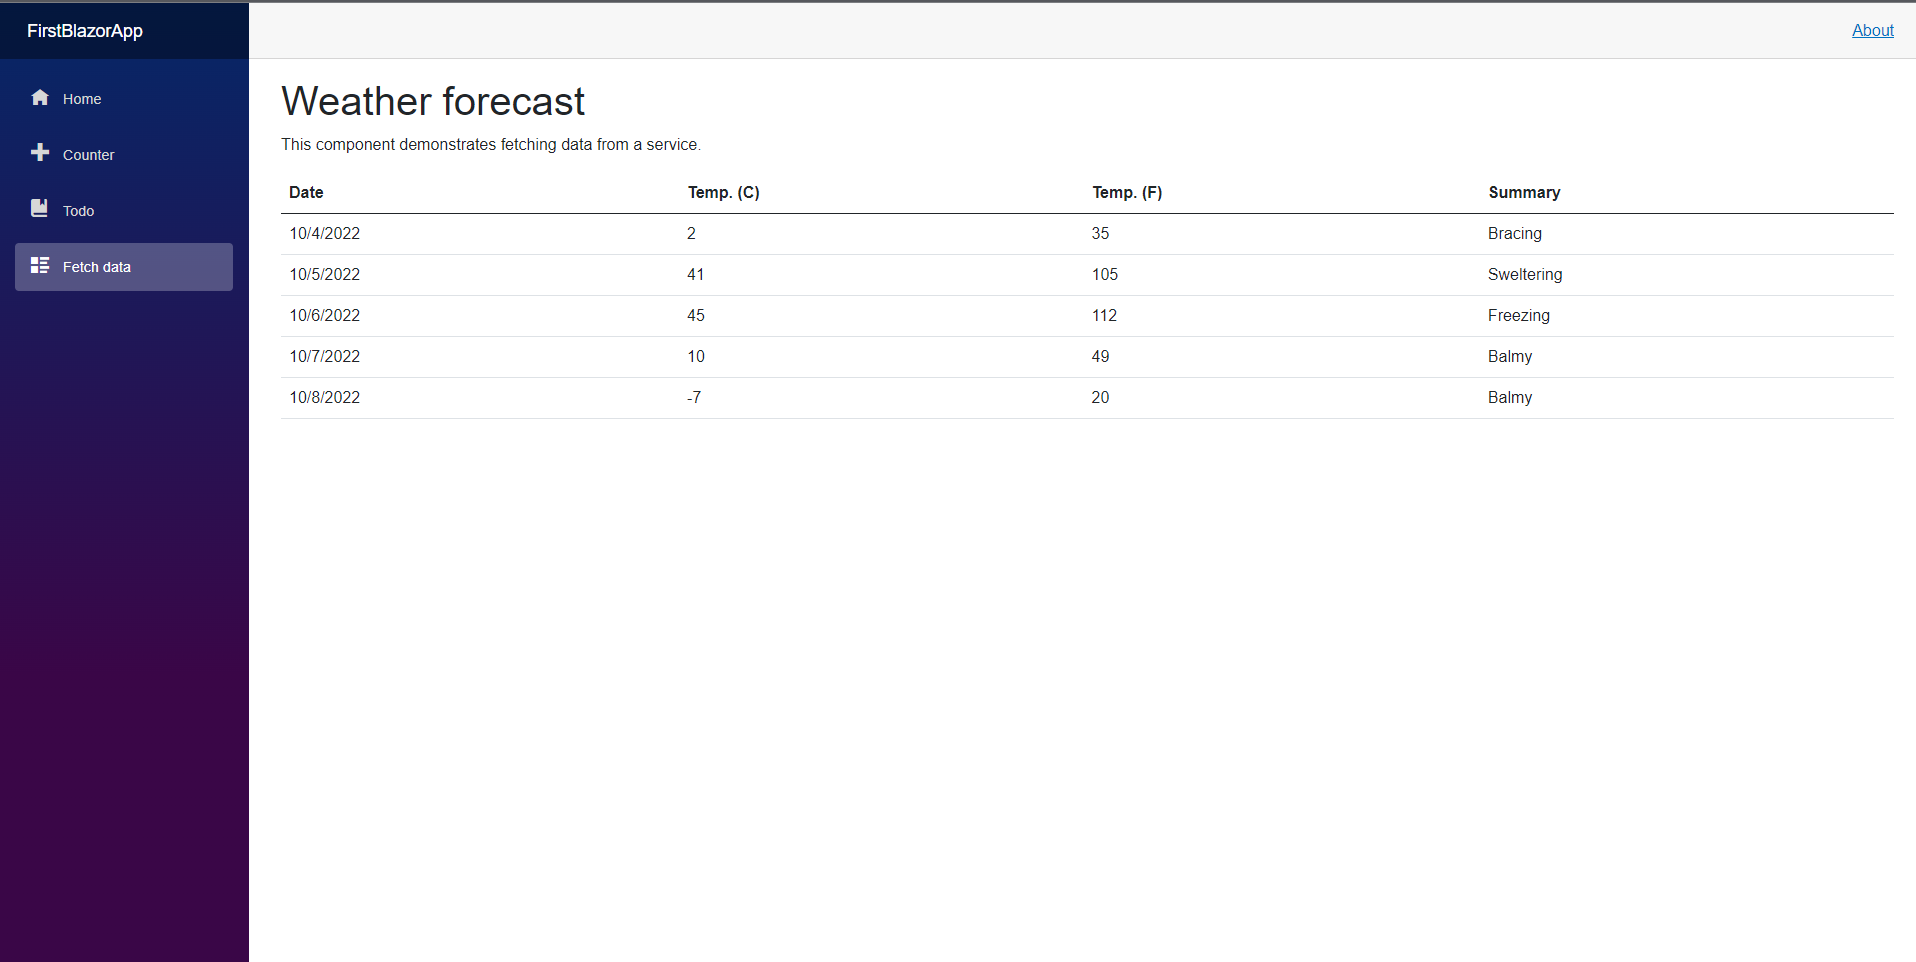 FirstBlazorApp
About
Home
Counter
Todo
Fetch data
Weather forecast
This component demonstrates fetching data from a service.
Date Temp. (C) Temp. (F) Summary
10/4/2022 2 35 Bracing
10/5/2022 41 105 Sweltering
10/6/2022 45 112 Freezing
10/7/2022 10 49 Balmy
10/8/2022 -7 20 Balmy